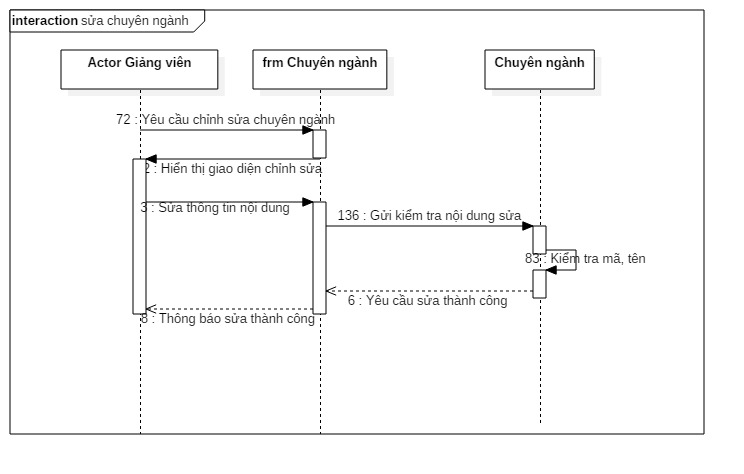 interaction sửa chuyên ngành
Actor Giảng viên
frm Chuyên ngành
Chuyên ngành
72 : Yêu cầu chỉnh sửa chuyên ngành
2 : Hiển thị giao diện chỉnh sửa
3 : Sửa thông tin nội dung
136 : Gửi kiểm tra nội dung sửa
83 : Kiểm tra mã, tên
6 : Yêu cầu sửa thành công
8 : Thông báo sửa thành công